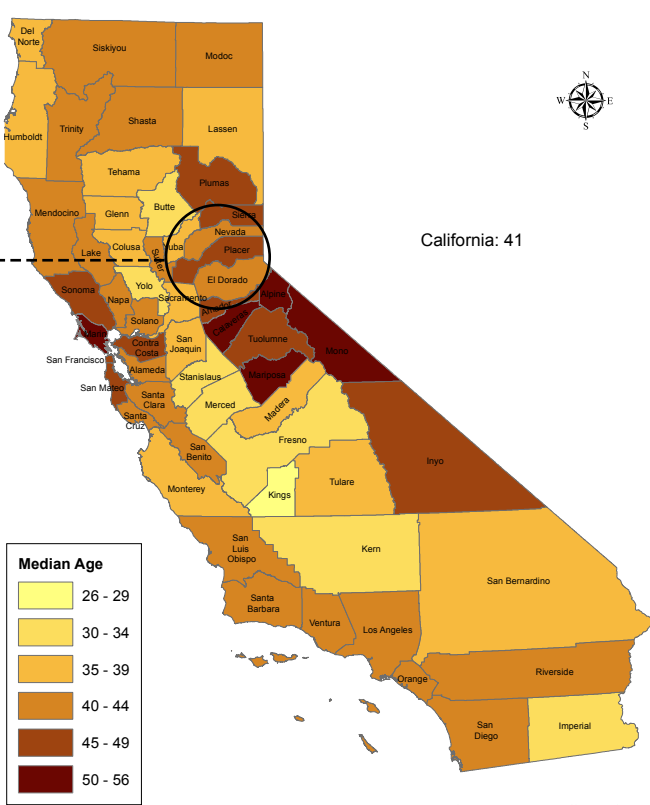 Del
Norte
Siskiyou
Modoc
N
W
E
S
Humboldt
Trinity
Shasta
Lassen
Tehama
Plumas
Mendocino
Glenn
Butte
Sierra
Nevada
Colusa
Yuba
Placer
California: 41
Lake
Sutter
El Dorado
Sonoma
Napa
Yolo
Sacramento
Alpine
Amador
Solano
Calaveras
Marin
Contra
Costa
San
Joaquin
Tuolumne
Mono
San Francisco
Alameda
Stanislaus
Mariposa
San Mateo
Santa
Clara
Merced
Madera
Santa
Cruz
San
Benito
Fresno
Inyo
Monterey
Kings
Tulare
San
Luis
Obispo
Kern
San Bernardino
Median Age
26 - 29
30 - 34
35 - 39
40 - 44
45 - 49
50 - 56
Santa
Barbara
Ventura
Los Angeles
Orange
Riverside
San
Diego
Imperial